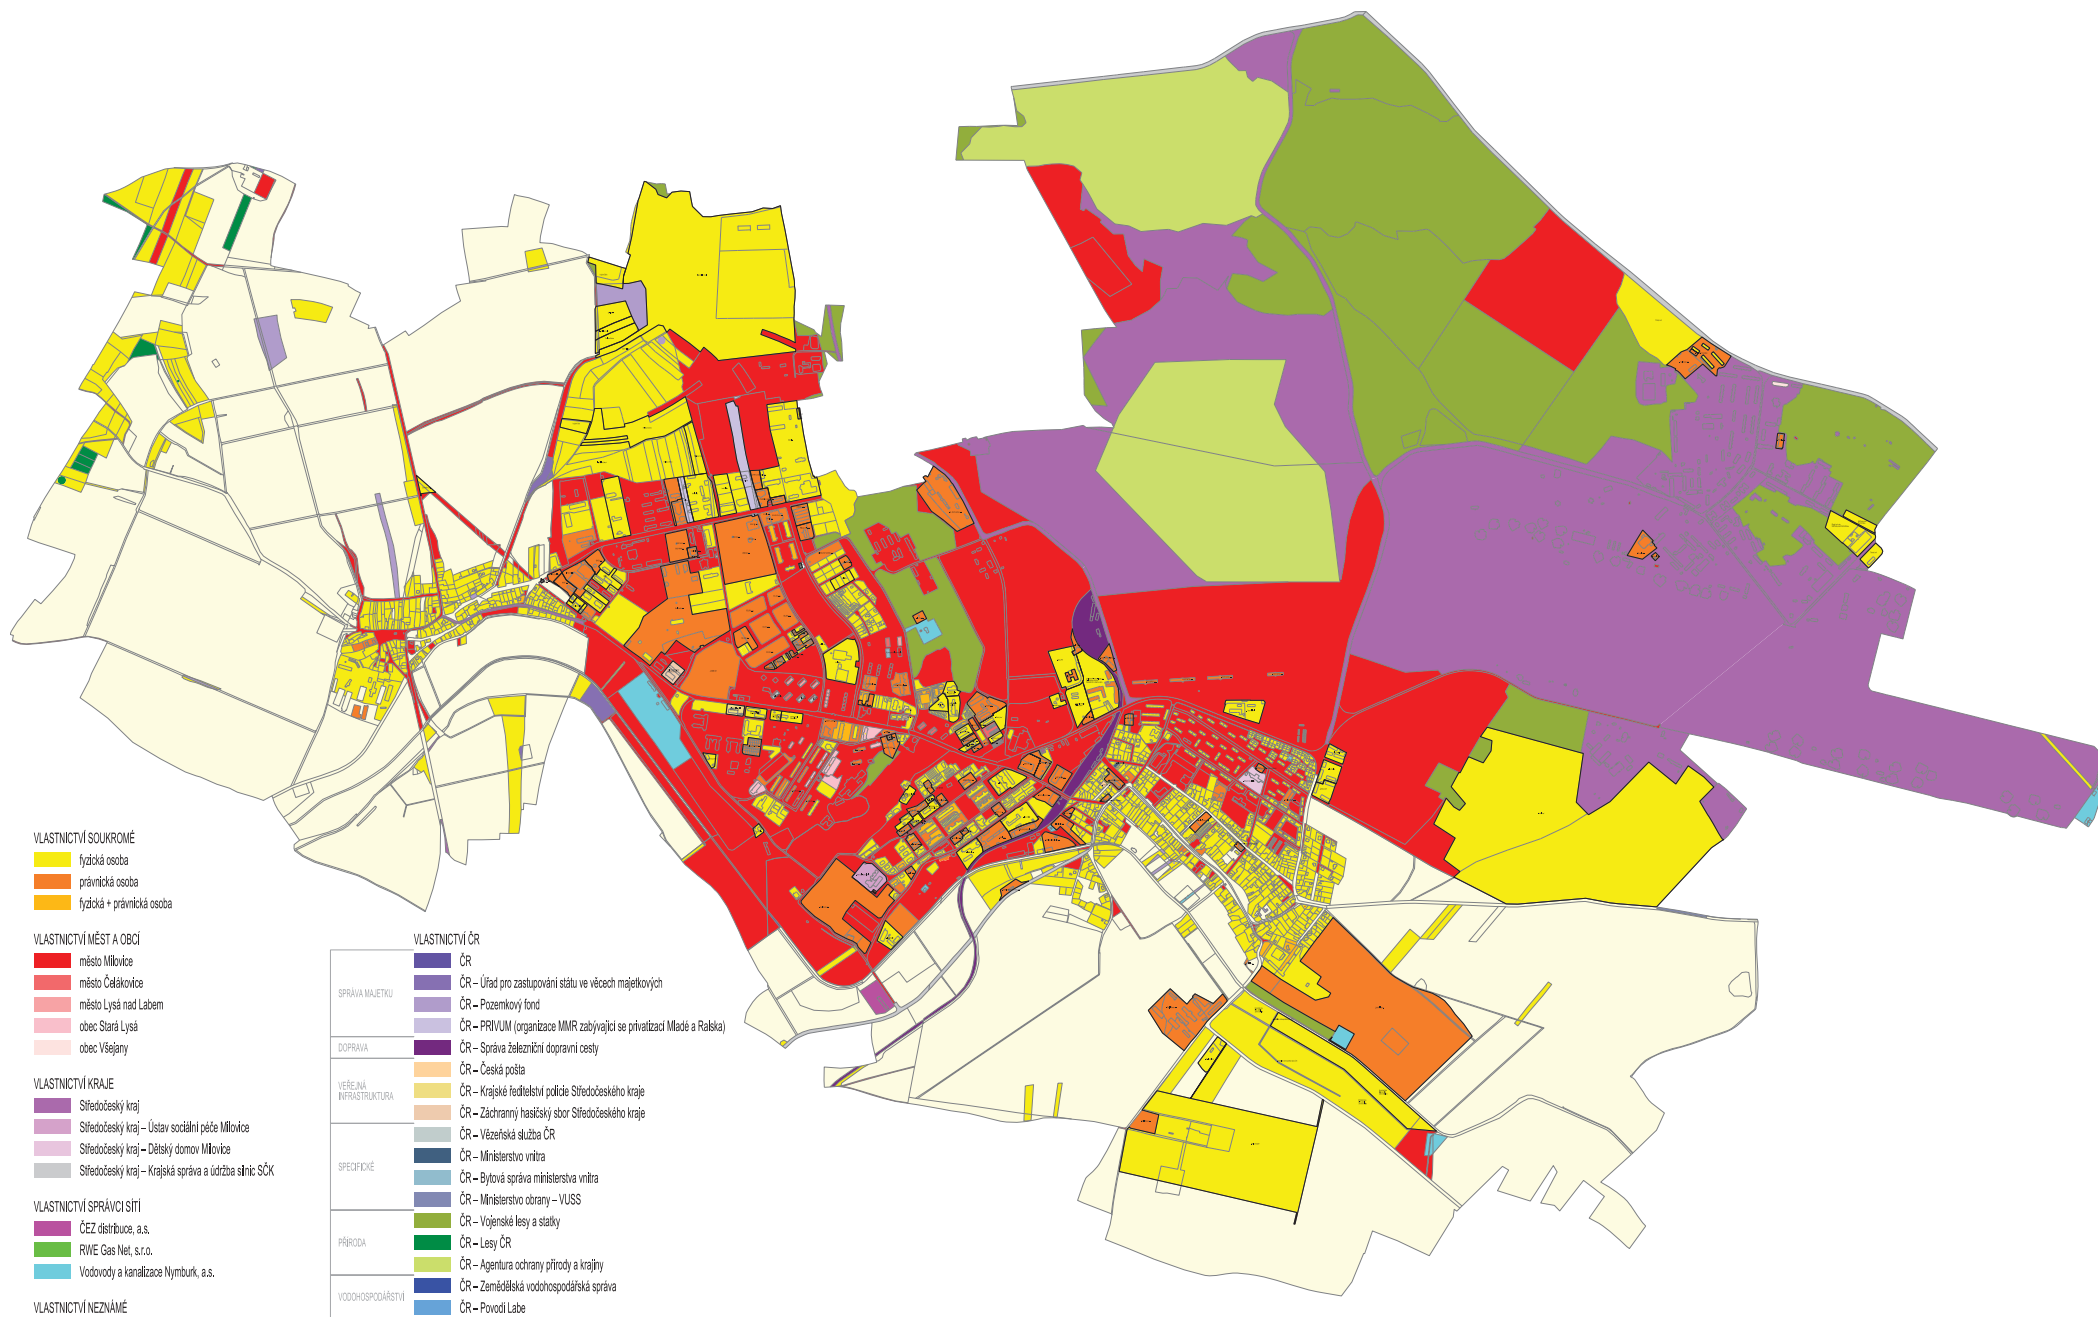 VLASTNICTVÍ SOUKROMÉ
fyzická osoba
právnická osoba
fyzická + právnická osoba
VLASTNICTVÍ MĚST A OBCÍ
město Milovice
město Čelákovice
město Lysá nad Labem
obec Stará Lysá
obec Všejany
VLASTNICTVÍ KRAJE
Středočeský kraj
Středočeský kraj – Ústav sociální péče Milovice
Středočeský kraj – Dětský domov Milovice
Středočeský kraj – Krajská správa a údržba silnic SČK
VLASTNICTVÍ SPRÁVCI SÍTÍ
ČEZ distribuce, a.s.
RWE Gas Net, s.r.o.
Vodovody a kanalizace Nymburk, a.s.
VLASTNICTVÍ NEZNÁMÉ
VLASTNICTVÍ ČR
SPRÁVA MAJETKU
ČR
ČR – Úřad pro zastupování státu ve věcech majetkových
ČR – Pozemkový fond
ČR – PRIVUM (organizace MMR zabývající se privatizací Mladé a Ralska)
DOPRAVA
ČR – Správa železniční dopravní cesty
VEŘEJNÁ
INFRASTRUKTURA
ČR – Česká pošta
ČR – Krajské ředitelství policie Středočeského kraje
ČR – Záchranný hasičský sbor Středočeského kraje
SPECIFICKÉ
ČR – Vězeňská služba ČR
ČR – Ministerstvo vnitra
ČR – Bytová správa ministerstva vnitra
ČR – Ministerstvo obrany – VUSS
PŘÍRODA
ČR – Vojenské lesy a statky
ČR – Lesy ČR
ČR – Agentura ochrany přírody a krajiny
VODOHOSPODÁŘSTVÍ
ČR – Zemědělská vodohospodářská správa
ČR – Povodí Labe